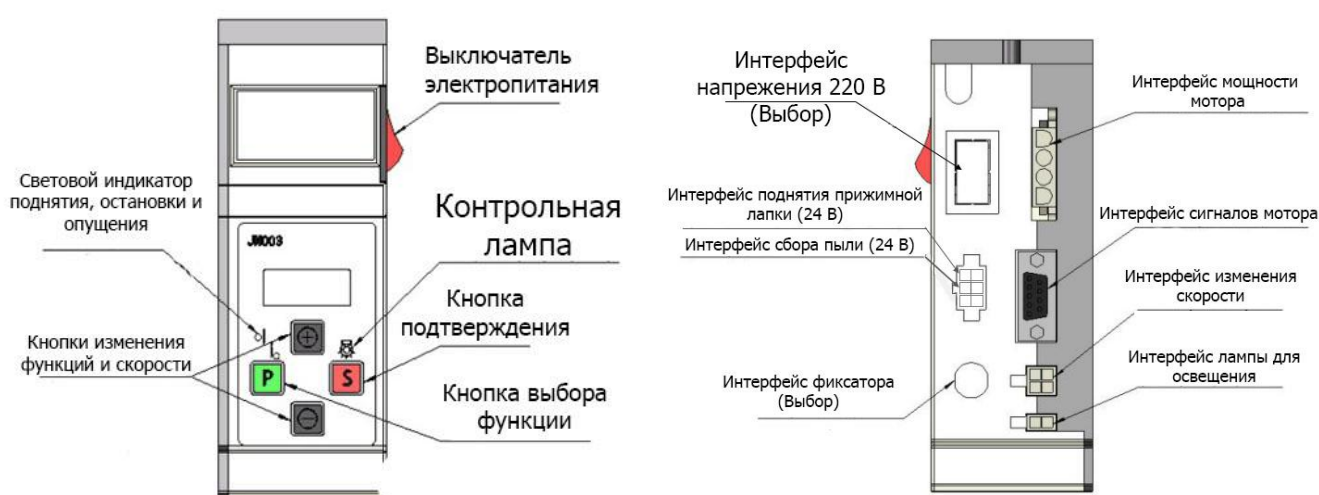 Выключатель
электропитания
Световой индикатор
поднятия, остановки и
опущения
Контрольная
лампа
JM003
Кнопка
подтверждения
Кнопки изменения
функций и скорости
P
S
Кнопка выбора
функции
Интерфейс
напрежения 220 В
(Выбор)
Интерфейс мощности
мотора
Интерфейс поднятия прижимной
лапки (24 В)
Интерфейс сигналов мотора
Интерфейс сбора пыли (24 В)
Интерфейс изменения
скорости
Интерфейс лампы для
освещения
Интерфейс фиксатора
(Выбор)